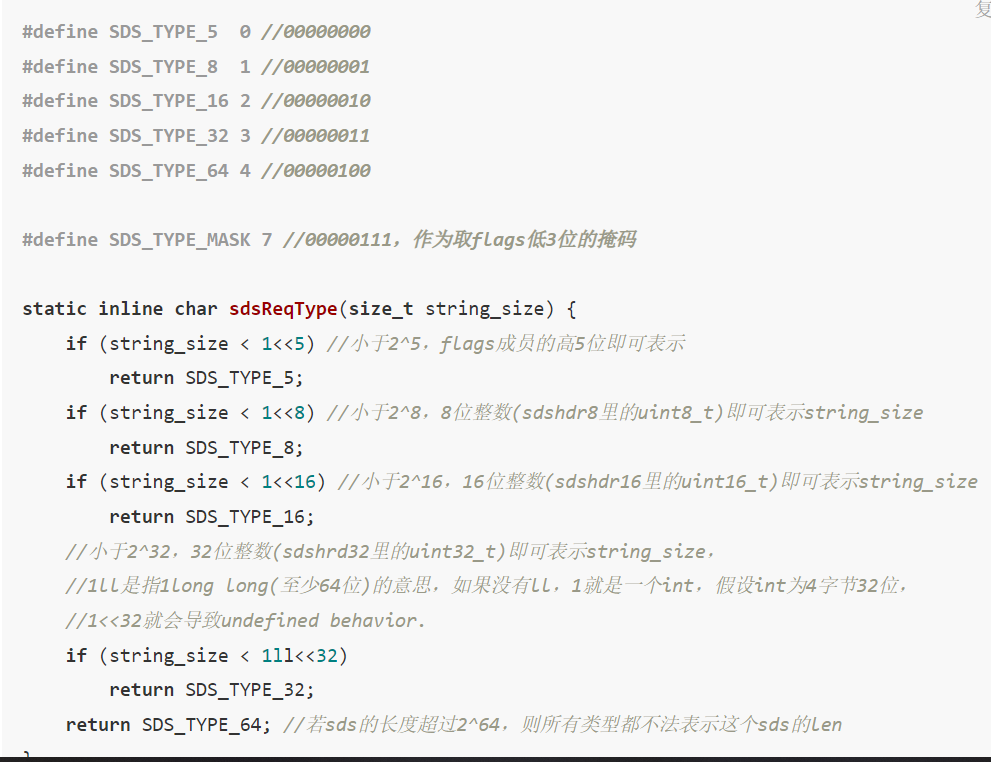 复
#define SDS_TYPE_5  0 //00000000
#define SDS_TYPE_8  1 //00000001
#define SDS_TYPE_16 2 //00000010
#define SDS_TYPE_32 3 //00000011
#define SDS_TYPE_64 4 //00000100
#define SDS_TYPE_MASK 7 //00000111，作为取flags低3位的掩码
static inline char sdsReqType(size_t string_size) {
    if (string_size < 1<<5) //小于2^5，flags成员的高5位即可表示
        return SDS_TYPE_5;
    if (string_size < 1<<8) //小于2^8，8位整数(sdshdr8里的uint8_t)即可表示string_size
        return SDS_TYPE_8;
    if (string_size < 1<<16) //小于2^16，16位整数(sdshdr16里的uint16_t)即可表示string_size
        return SDS_TYPE_16;
    //小于2^32，32位整数(sdshrd32里的uint32_t)即可表示string_size，
    //1ll是指1long long(至少64位)的意思，如果没有ll，1就是一个int，假设int为4字节32位，
    //1<<32就会导致undefined behavior.
    if (string_size < 1ll<<32)
        return SDS_TYPE_32;
    return SDS_TYPE_64; //若sds的长度超过2^64，则所有类型都不法表示这个sds的len